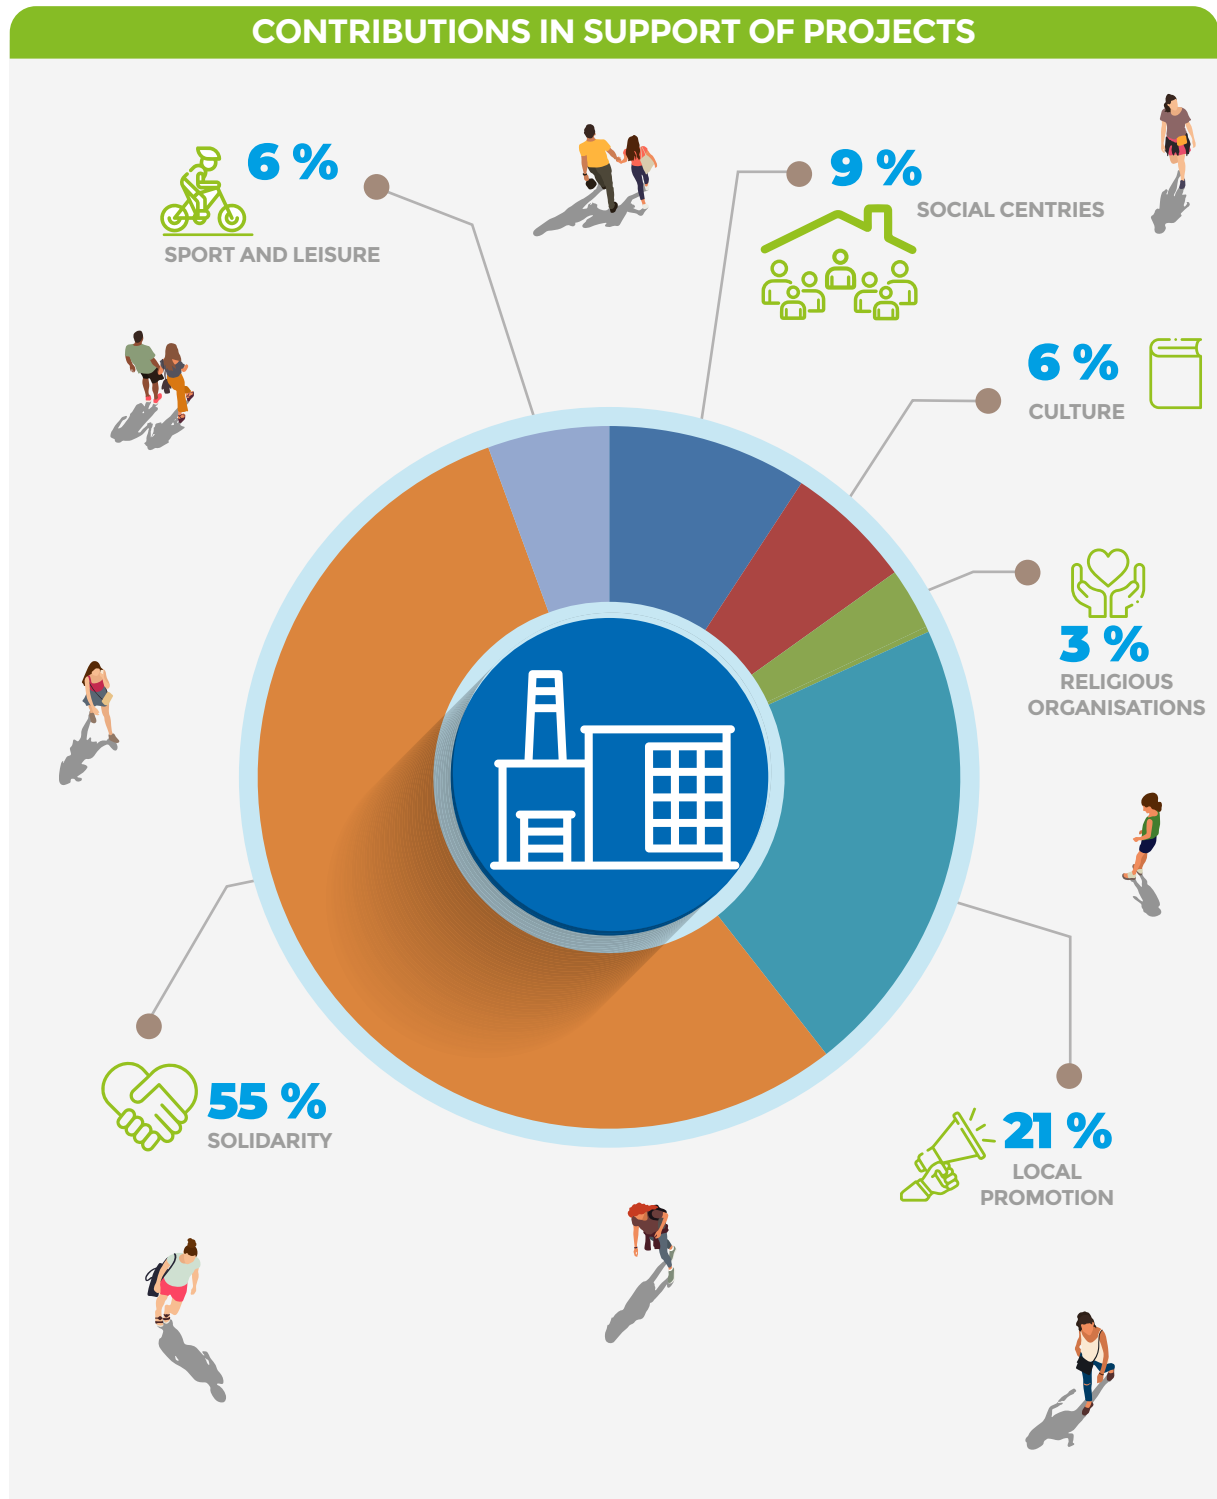 CONTRIBUTIONS IN SUPPORT OF PROJECTS
6 %
SPORT AND LEISURE
9 %
SOCIAL CENTRIES
6 %
CULTURE
3 %
RELIGIOUS
ORGANISATIONS
55 %
SOLIDARITY
21 %
LOCAL
PROMOTION